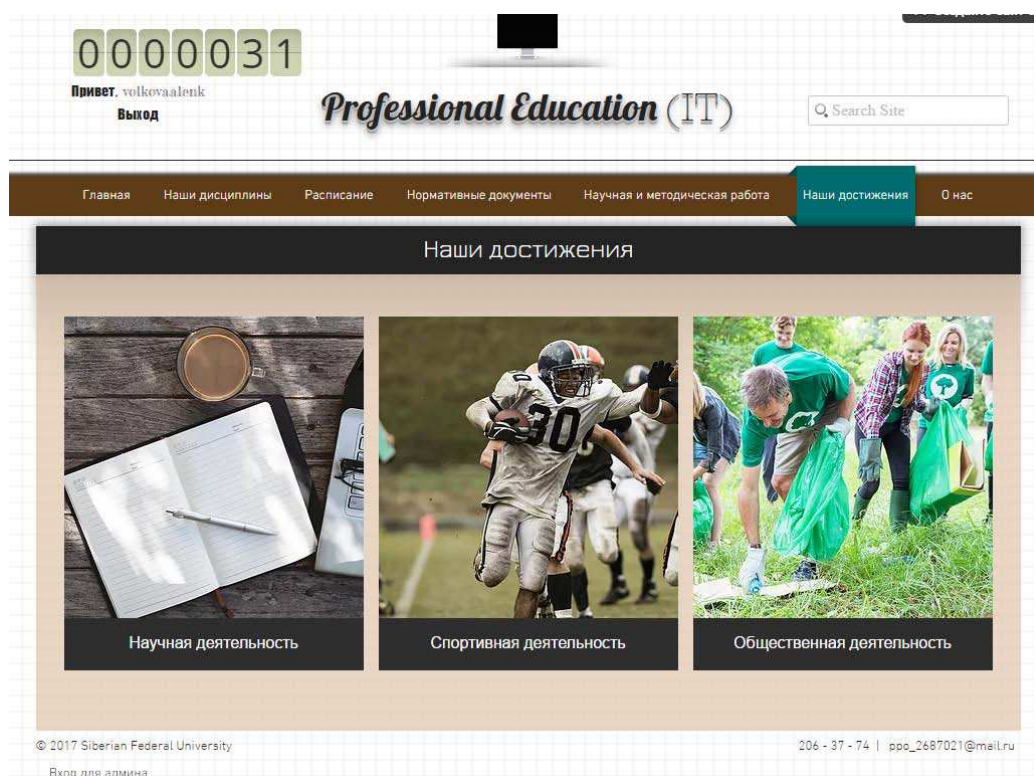 0000031
Привет, volkovaalenk
Выход
Professional Education (IT)
Search Site
Главная Наши дисциплины Расписание Нормативные документы Научная и методическая работа Наши достижения О нас
Наши достижения
30
Научная деятельность Спортивная деятельность Общественная деятельность
© 2017 Siberian Federal University 206 - 37 - 74 | ppo_2687021@mail.ru
Вход для админа